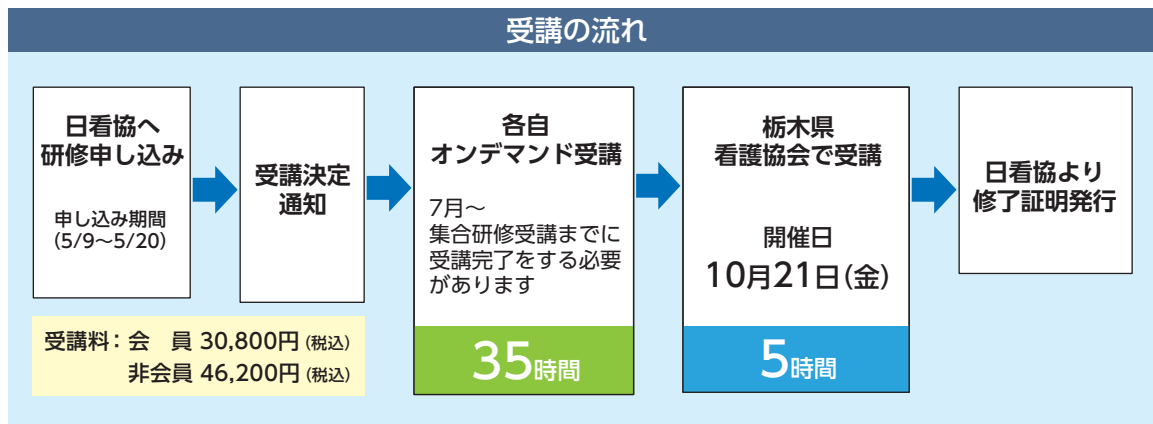 受講の流れ
日看協へ
研修申し込み
申し込み期間
(5/9〜5/20)
受講決定
通知
受講料：会　員 30,800円 (税込)
非会員 46,200円 (税込)
各自
オンデマンド受講
7月〜
集合研修受講までに
受講完了をする必要
があります
35時間
栃木県
看護協会で受講
開催日
10月21日(金)
5時間
日看協より
修了証明発行